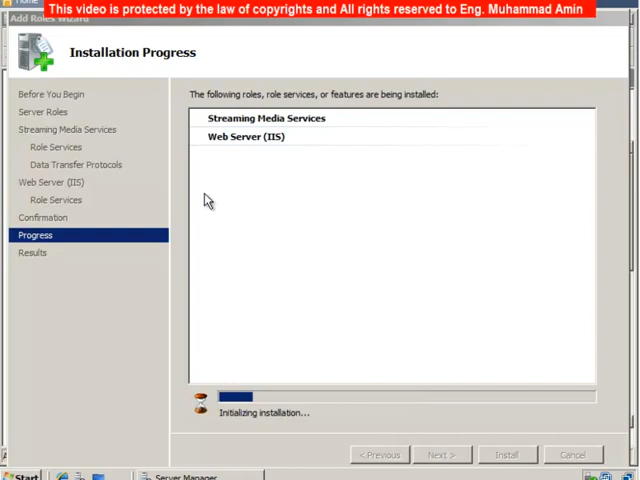 Home
This video is protected by the law of copyrights and All rights reserved to Eng. Muhammad Amin
Add Roles Wizard
Installation Progress
Before You Begin
Server Roles
Streaming Media Services
Role Services
Data Transfer Protocols
Web Server (IIS)
Role Services
Confirmation
Progress
Results
The following roles, role services, or features are being installed:
Streaming Media Services
Web Server (IIS)
Initializing installation...
< Previous
Next >
Install
Cancel
Start
Server Manager